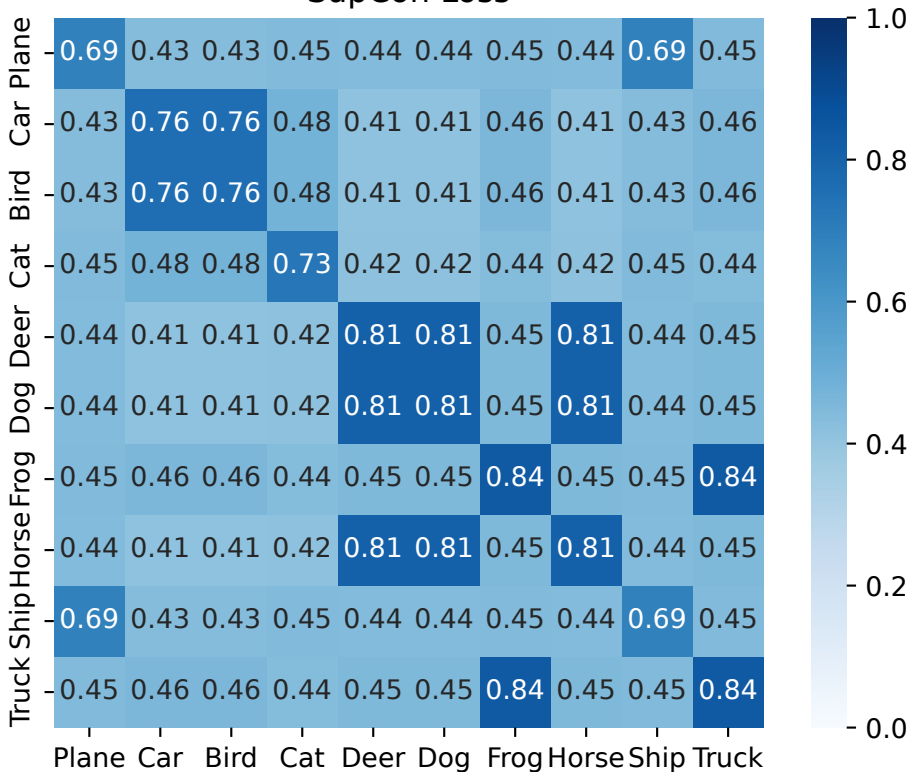 SupCon Loss
Plane 0.69 0.43 0.43 0.45 0.44 0.44 0.45 0.44 0.69 0.45
Car 0.43 0.76 0.76 0.48 0.41 0.41 0.46 0.41 0.43 0.46
Bird 0.43 0.76 0.76 0.48 0.41 0.41 0.46 0.41 0.43 0.46
Cat 0.45 0.48 0.48 0.73 0.42 0.42 0.44 0.42 0.45 0.44
Deer 0.44 0.41 0.41 0.42 0.81 0.81 0.45 0.81 0.44 0.45
Dog 0.44 0.41 0.41 0.42 0.81 0.81 0.45 0.81 0.44 0.45
Frog 0.45 0.46 0.46 0.44 0.45 0.45 0.84 0.45 0.45 0.84
Horse 0.44 0.41 0.41 0.42 0.81 0.81 0.45 0.81 0.44 0.45
Ship 0.69 0.43 0.43 0.45 0.44 0.44 0.45 0.44 0.69 0.45
Truck 0.45 0.46 0.46 0.44 0.45 0.45 0.84 0.45 0.45 0.84
Plane Car Bird Cat Deer Dog Frog Horse Ship Truck
1.0
0.8
0.6
0.4
0.2
0.0